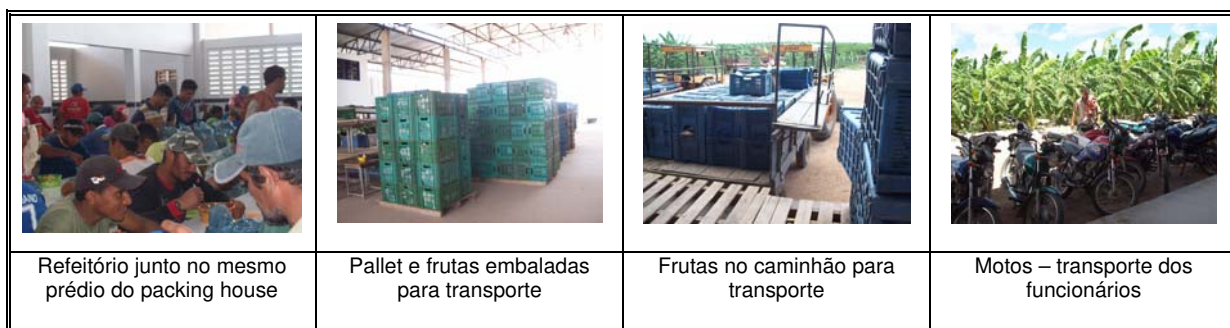 Refeitório junto no mesmo
prédio do packing house
Pallet e frutas embaladas
para transporte
Frutas no caminhão para
transporte
Motos – transporte dos
funcionários